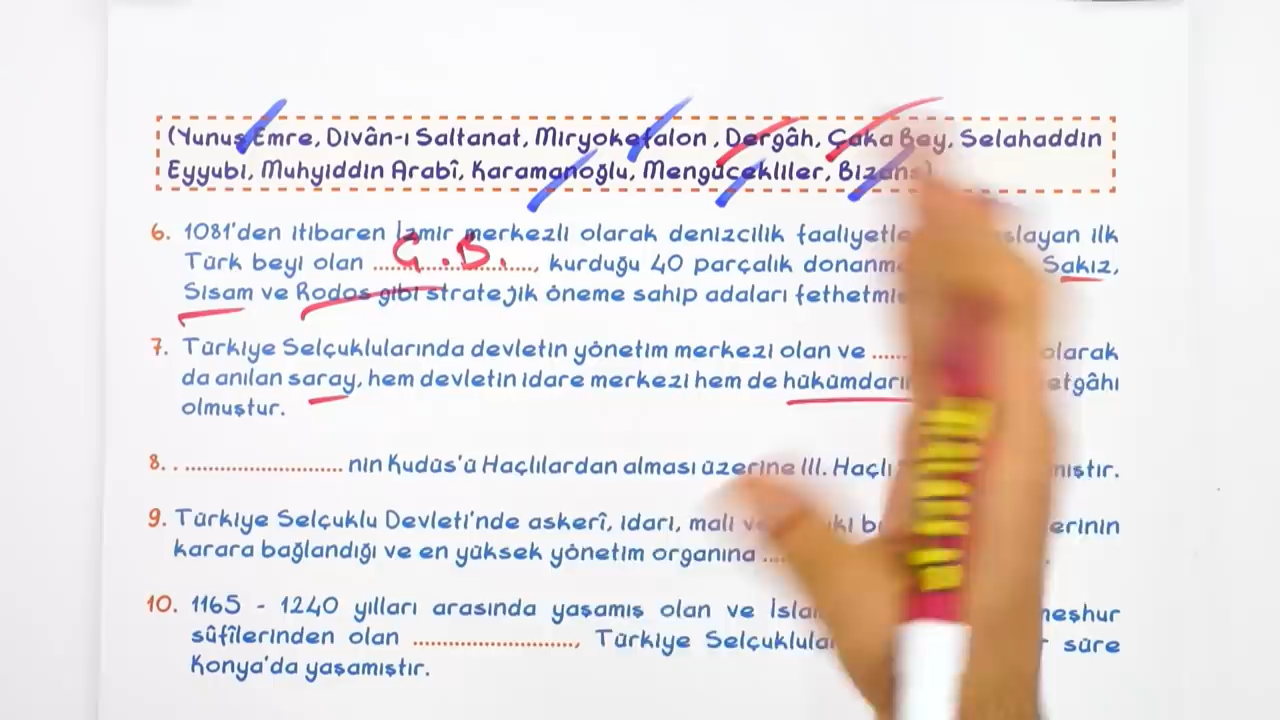 (Yunus Emre, Divân-ı Saltanat, Miryokefalon , Dergâh, Çaka Bey, Selahaddin
Eyyubi, Muhyiddin Arabî, Karamanoğlu, Mengücekliler, Bizans)
6. 1081'den itibaren İzmir merkezli olarak denizcilik faaliyetle slayan ilk
Türk beyi olan ....Ç.B...., kurduğu 40 parçalık donanm Sakız,
Sisam ve Rodos gibi stratejik öneme sahip adaları fethetmi
7. Türkiye Selçuklularında devletin yönetim merkezi olan ve ...... olarak
da anılan saray, hem devletin idare merkezi hem de hükümdarı etgâhı
olmuştur.
8. . ........................... nin Kudüs'ü Haçlılardan alması üzerine III. Haçlı mıştır.
9. Türkiye Selçuklu Devleti'nde askerî, idari, mali erinin
karara bağlandığı ve en yüksek yönetim organına ....
10. 1165 - 1240 yılları arasında yaşamış olan ve İsla meşhur
sûfîlerinden olan ..........................., Türkiye Selçuklula r süre
Konya'da yaşamıştır.